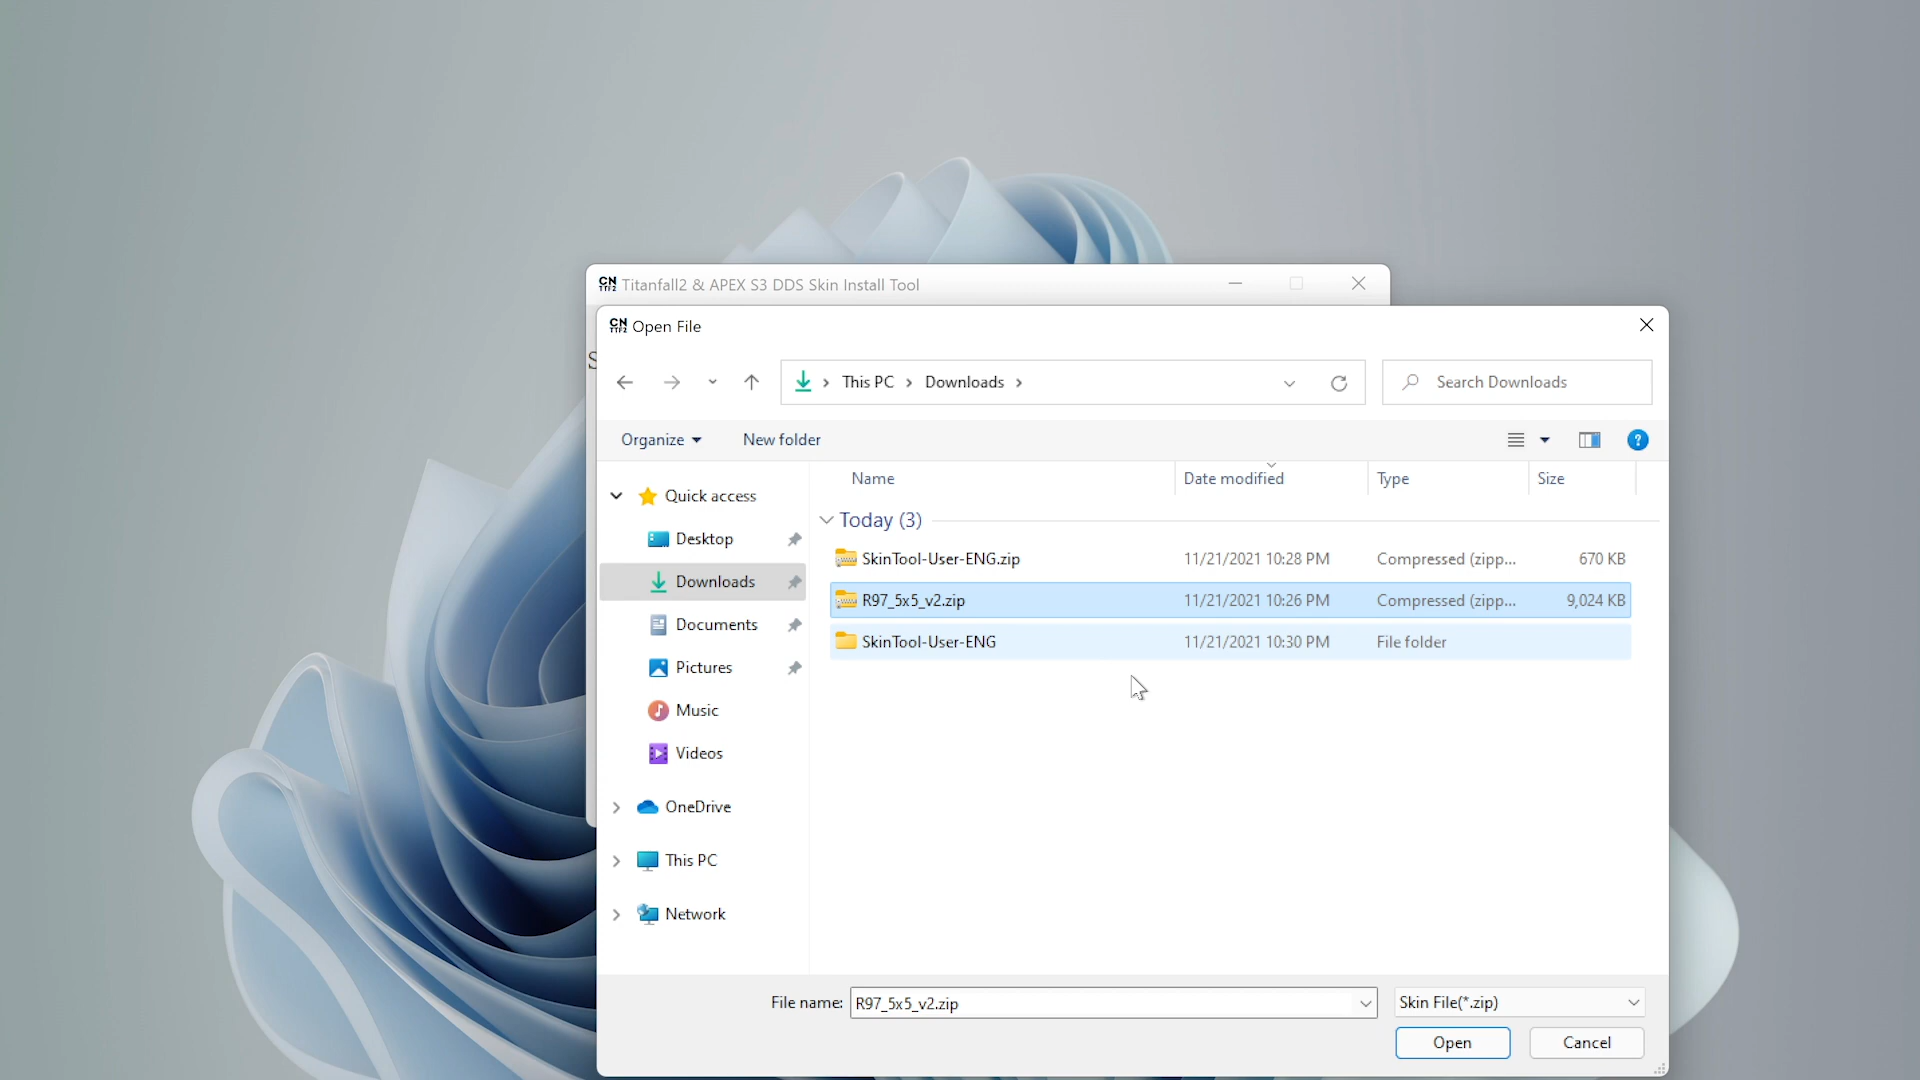 CN
TTF2 Titanfall2 & APEX S3 DDS Skin Install Tool
CN
TTF2 Open File
S
This PC > Downloads >
Search Downloads
Organize
New folder
?
Name
Date modified
Type
Size
Quick access
Desktop
Downloads
Documents
Pictures
Music
Videos
OneDrive
This PC
Network
Today (3)
SkinTool-User-ENG.zip 11/21/2021 10:28 PM Compressed (zipp... 670 KB
R97_5x5_v2.zip 11/21/2021 10:26 PM Compressed (zipp... 9,024 KB
SkinTool-User-ENG 11/21/2021 10:30 PM File folder
File name: R97_5x5_v2.zip
Skin File(*.zip)
Open
Cancel